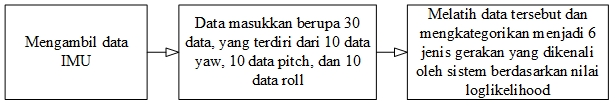 Mengambil data
IMU
Data masukkan berupa 30
data, yang terdiri dari 10 data
yaw, 10 data pitch, dan 10
data roll
Melatih data tersebut dan
mengkategorikan menjadi 6
jenis gerakan yang dikenali
oleh sistem berdasarkan nilai
loglikelihood